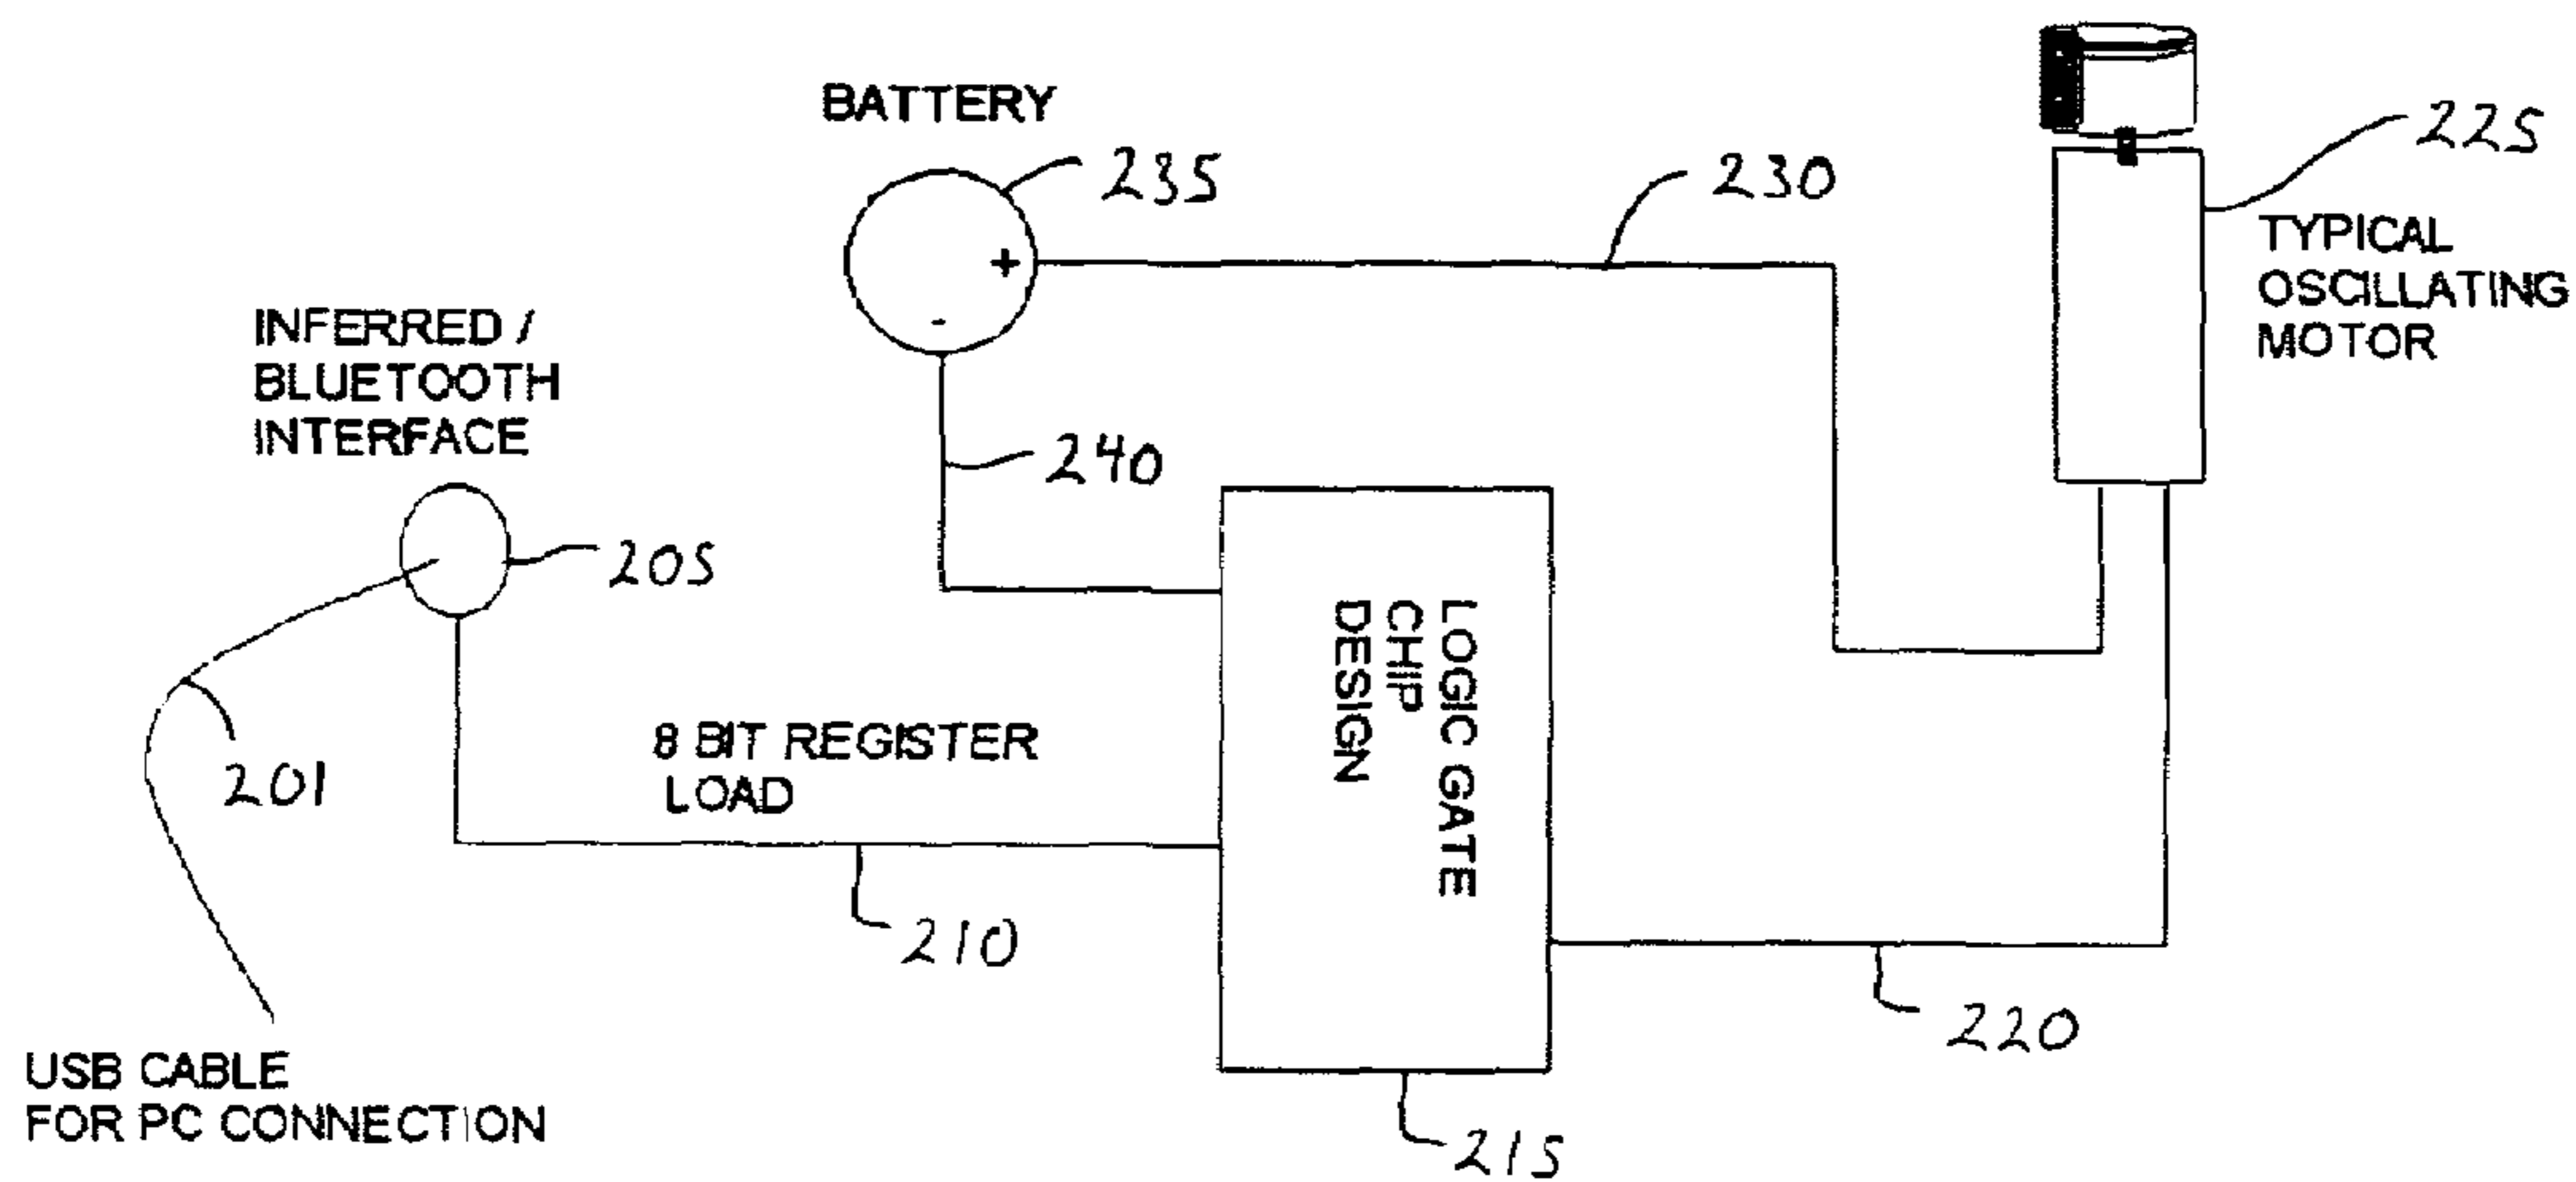 BATTERY
235
+
-
230
225
TYPICAL
OSCILLATING
MOTOR
INFERRED /
BLUETOOTH
INTERFACE
240
205
201
8 BIT REGISTER
LOAD
210
LOGIC GATE
CHIP
DESIGN
220
215
USB CABLE
FOR PC CONNECTION